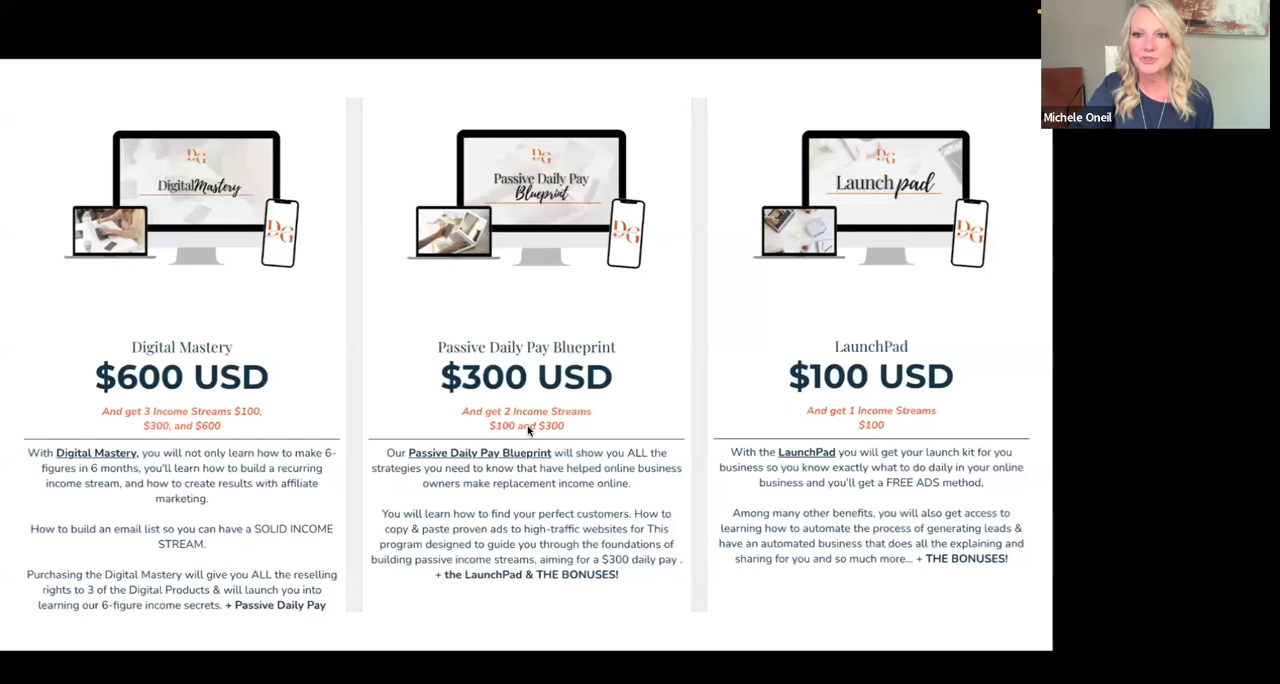 Michele Oneil
DG
DigitalMastery
DG
Digital Mastery
$600 USD
And get 3 Income Streams $100,
$300, and $600
With Digital Mastery, you will not only learn how to make 6-
figures in 6 months, you'll learn how to build a recurring
income stream, and how to create results with affiliate
marketing.
How to build an email list so you can have a SOLID INCOME
STREAM.
Purchasing the Digital Mastery will give you ALL the reselling
rights to 3 of the Digital Products & will launch you into
learning our 6-figure income secrets. + Passive Daily Pay
DG
Passive Daily Pay
Blueprint
DG
Passive Daily Pay Blueprint
$300 USD
And get 2 Income Streams
$100 and $300
Our Passive Daily Pay Blueprint will show you ALL the
strategies you need to know that have helped online business
owners make replacement income online.
You will learn how to find your perfect customers. How to
copy & paste proven ads to high-traffic websites for This
program designed to guide you through the foundations of
building passive income streams, aiming for a $300 daily pay .
+ the LaunchPad & THE BONUSES!
DG
Launch pad
DG
LaunchPad
$100 USD
And get 1 Income Streams
$100
With the LaunchPad you will get your launch kit for you
business so you know exactly what to do daily in your online
business and you'll get a FREE ADS method,
Among many other benefits, you will also get access to
learning how to automate the process of generating leads &
have an automated business that does all the explaining and
sharing for you and so much more... + THE BONUSES!